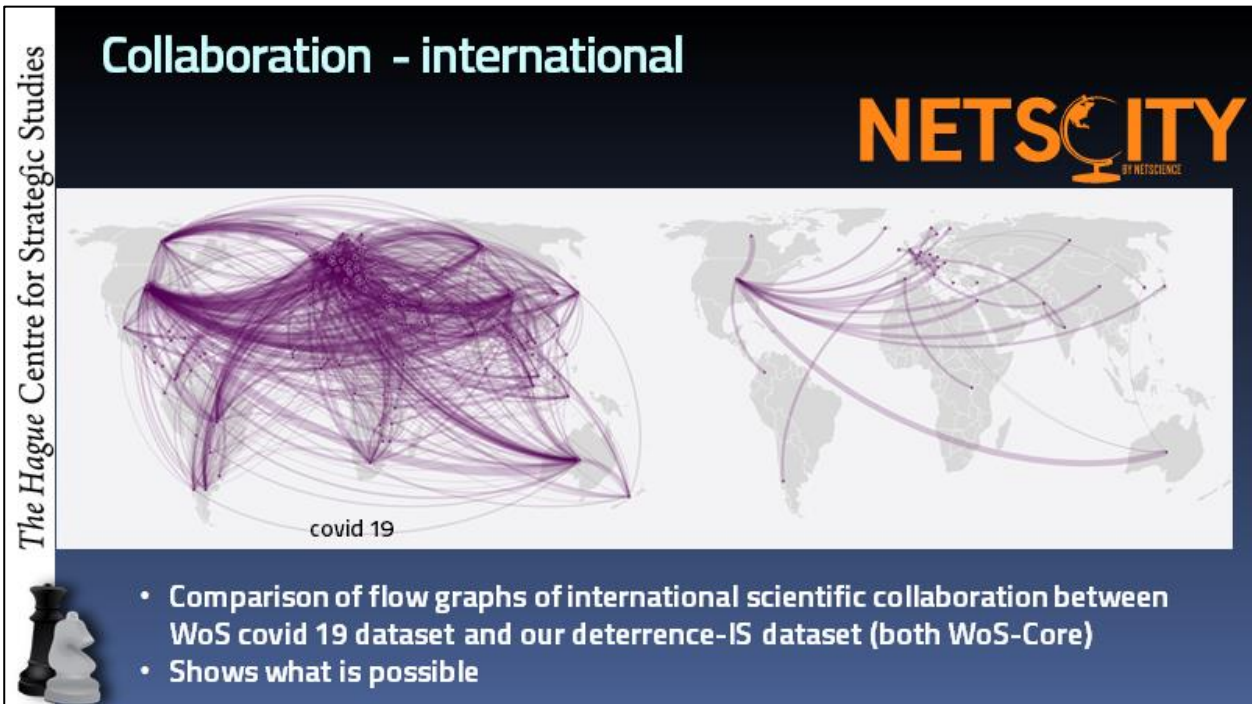 The Hague Centre for Strategic Studies
Collaboration - international
NETSCITY
BY NETSCIENCE
covid 19
• Comparison of flow graphs of international scientific collaboration between
WoS covid 19 dataset and our deterrence-IS dataset (both WoS-Core)
• Shows what is possible